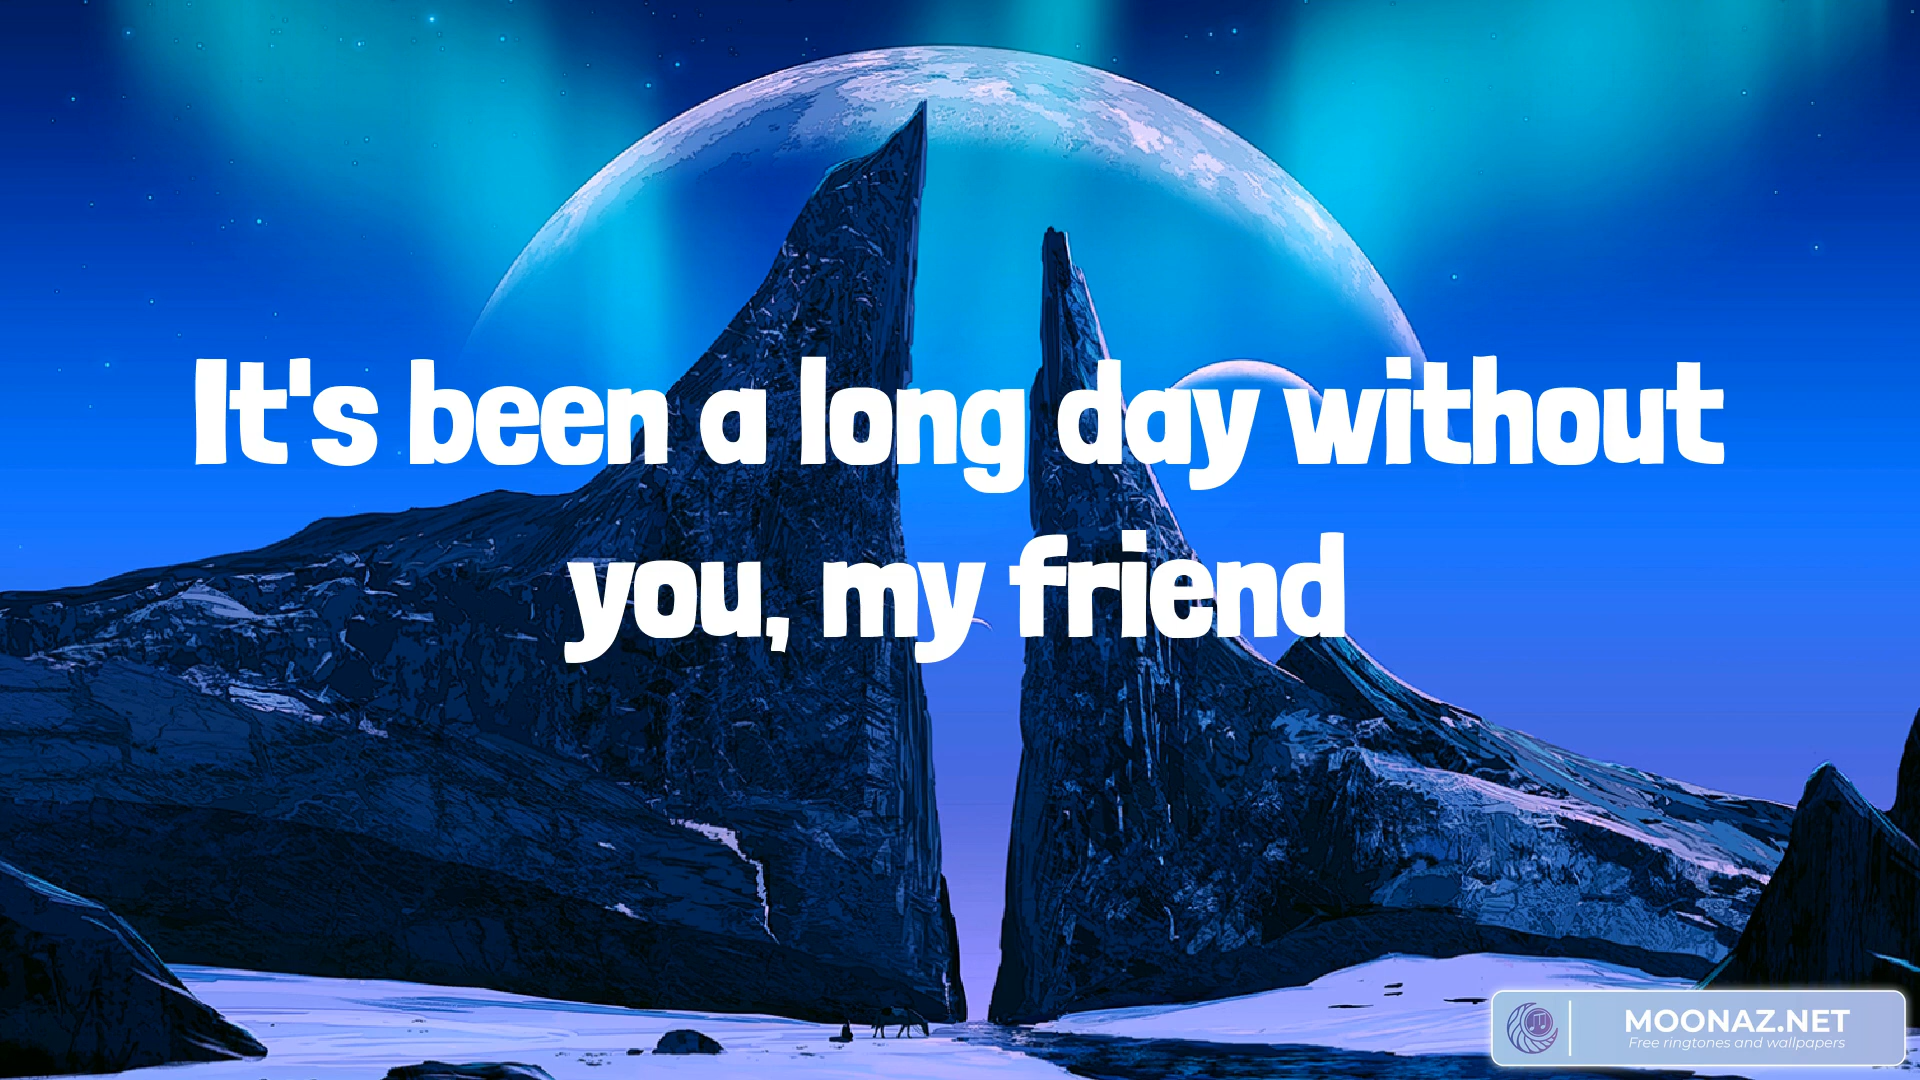 It's been a long day without
you, my friend
MOONAZ.NET
Free ringtones and wallpapers